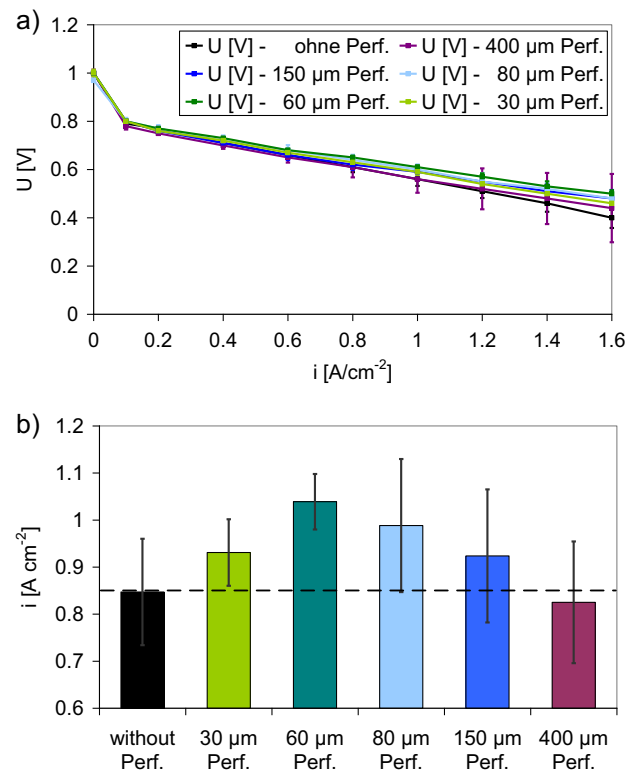 a)
1.2
1
0.8
0.6
0.4
0.2
0
U [V]
U [V] - ohne Perf.
U [V] - 400 µm Perf.
U [V] - 150 µm Perf.
U [V] - 80 µm Perf.
U [V] - 60 µm Perf.
U [V] - 30 µm Perf.
0 0.2 0.4 0.6 0.8 1 1.2 1.4 1.6
i [A/cm⁻²]
b)
1.2
1.1
1
0.9
0.8
0.7
0.6
i [A cm⁻²]
without 30 µm 60 µm 80 µm 150 µm 400 µm
Perf. Perf. Perf. Perf. Perf. Perf.